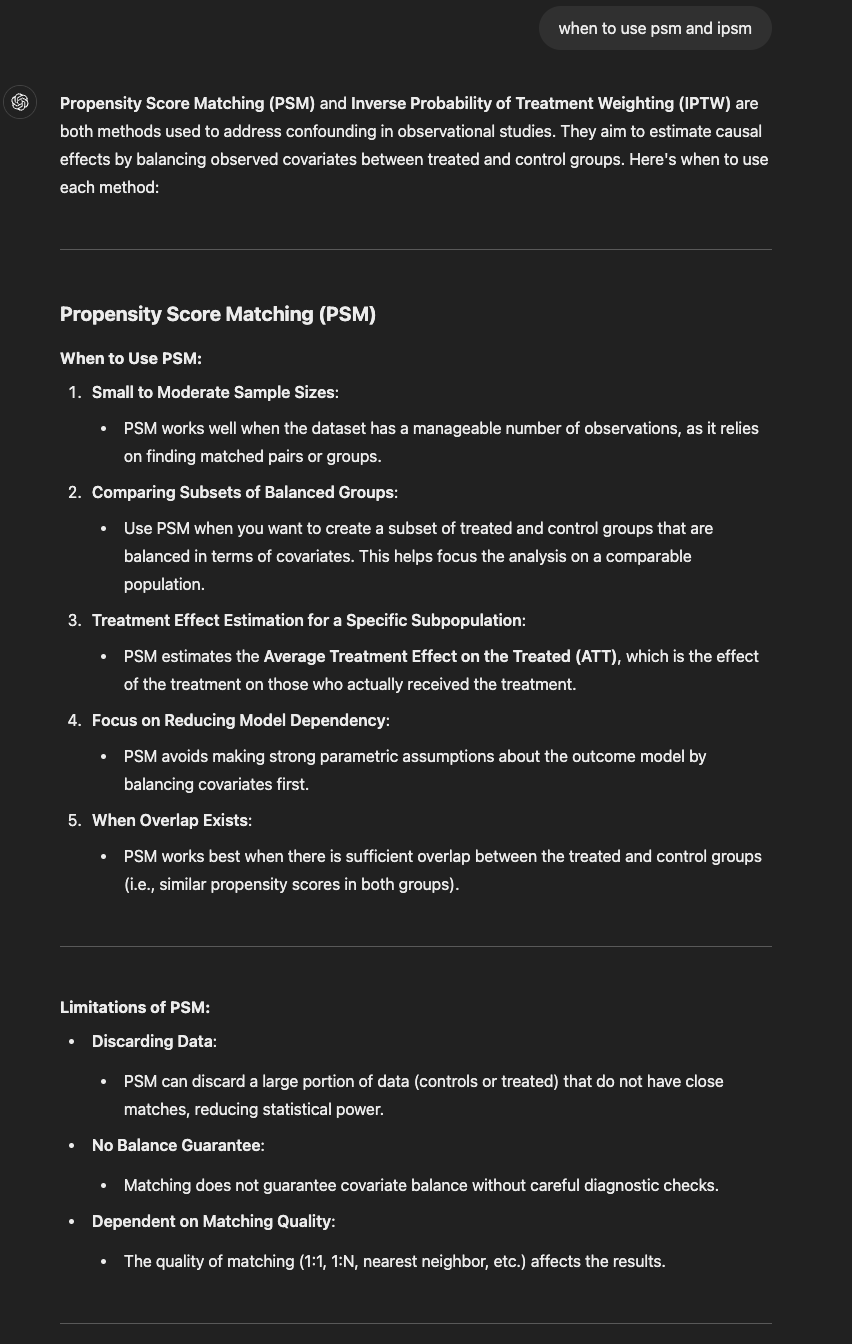 when to use psm and ipsm
Propensity Score Matching (PSM) and Inverse Probability of Treatment Weighting (IPTW) are
both methods used to address confounding in observational studies. They aim to estimate causal
effects by balancing observed covariates between treated and control groups. Here's when to use
each method:
Propensity Score Matching (PSM)
When to Use PSM:
1. Small to Moderate Sample Sizes:
• PSM works well when the dataset has a manageable number of observations, as it relies
on finding matched pairs or groups.
2. Comparing Subsets of Balanced Groups:
• Use PSM when you want to create a subset of treated and control groups that are
balanced in terms of covariates. This helps focus the analysis on a comparable
population.
3. Treatment Effect Estimation for a Specific Subpopulation:
• PSM estimates the Average Treatment Effect on the Treated (ATT), which is the effect
of the treatment on those who actually received the treatment.
4. Focus on Reducing Model Dependency:
• PSM avoids making strong parametric assumptions about the outcome model by
balancing covariates first.
5. When Overlap Exists:
• PSM works best when there is sufficient overlap between the treated and control groups
(i.e., similar propensity scores in both groups).
Limitations of PSM:
• Discarding Data:
• PSM can discard a large portion of data (controls or treated) that do not have close
matches, reducing statistical power.
• No Balance Guarantee:
• Matching does not guarantee covariate balance without careful diagnostic checks.
• Dependent on Matching Quality:
• The quality of matching (1:1, 1:N, nearest neighbor, etc.) affects the results.